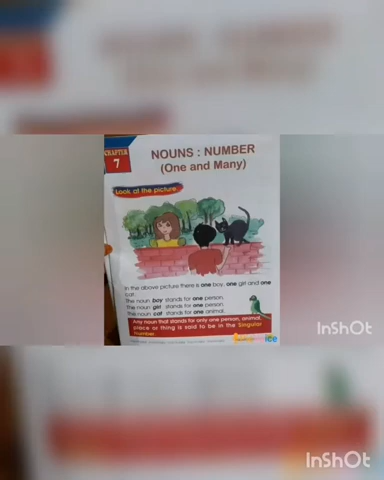 CHAPTER
7
NOUNS : NUMBER
(One and Many)
Look at the picture.
In the above picture there is one boy, one girl and one
cat.
The noun boy stands for one person.
The noun girl stands for one person.
The noun cat stands for one animal.
Any noun that stands for only one person, animal,
place or thing is said to be in the Singular
Number.
ice
InShOt
InShOt